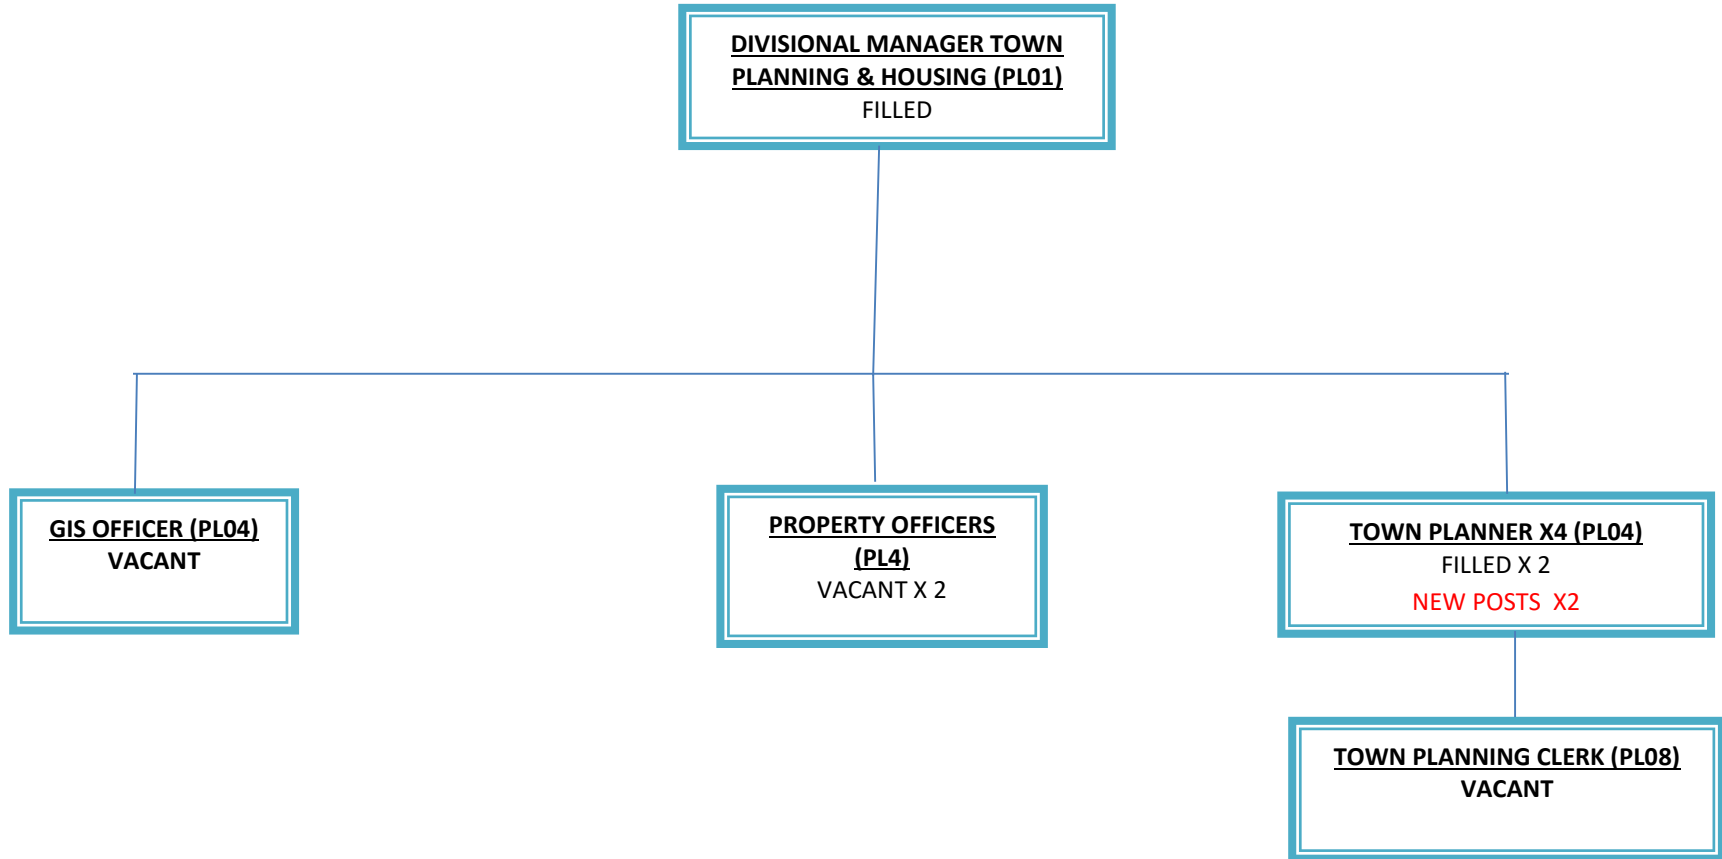 DIVISIONAL MANAGER TOWN
PLANNING & HOUSING (PL01)
FILLED
GIS OFFICER (PL04)
VACANT
PROPERTY OFFICERS
(PL4)
VACANT X 2
TOWN PLANNER X4 (PL04)
FILLED X 2
NEW POSTS  X2
TOWN PLANNING CLERK (PL08)
VACANT